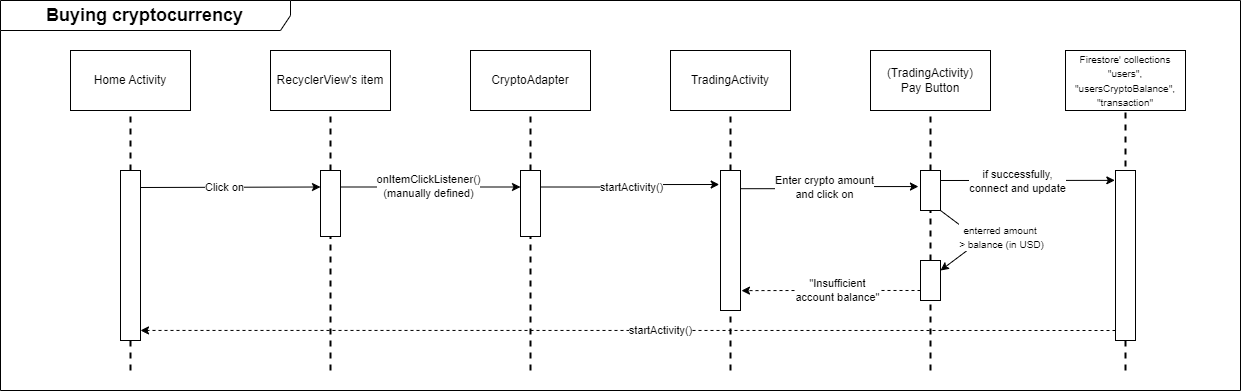 Buying cryptocurrency
Home Activity
RecyclerView's item
CryptoAdapter
TradingActivity
(TradingActivity)
Pay Button
Firestore' collections
"users",
"usersCryptoBalance",
"transaction"
Click on
onItemClickListener()
(manually defined)
startActivity()
Enter crypto amount
and click on
if successfully,
connect and update
enterred amount
> balance (in USD)
"Insufficient
account balance"
startActivity()